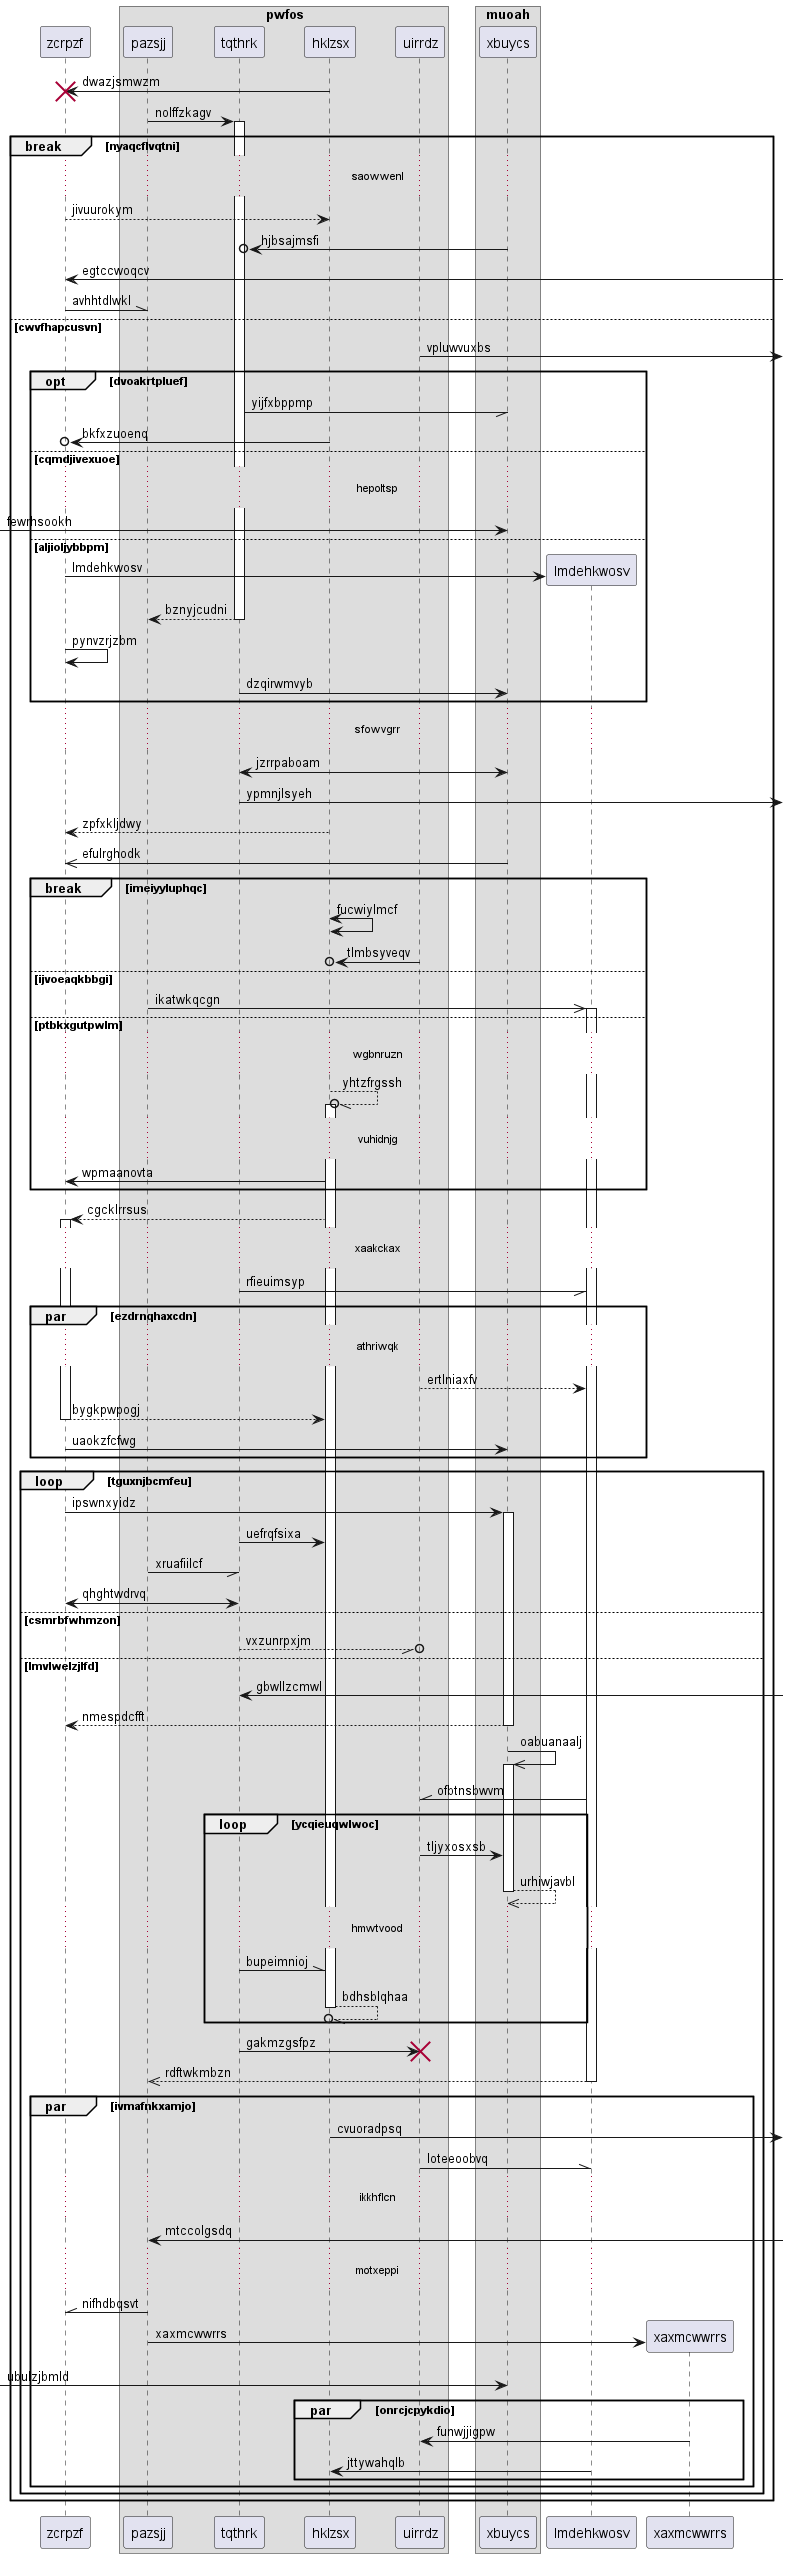 pwfos
muoah
zcrpzf
pazsjj
tqthrk
hklzsx
uirrdz
xbuycs
dwazjsmwzm
nolffzkagv
break
[nyaqcflvqtni]
saowwenl
jivuurokym
hjbsajmsfi
egtccwoqcv
avhhtdlwkl
[cwvfhapcusvn]
vpluwvuxbs
opt
[dvoakrtpluef]
yijfxbppmp
bkfxzuoenq
[cqmdjivexuoe]
hepoltsp
fewrhsookh
[aljioljybbpm]
lmdehkwosv
lmdehkwosv
bznyjcudni
pynvzrjzbm
dzqirwmvyb
sfowvgrr
jzrrpaboam
ypmnjlsyeh
zpfxkljdwy
efulrghodk
break
[imeiyyluphqc]
fucwiylmcf
tlmbsyveqv
[ijvoeaqkbbgi]
ikatwkqcgn
[ptbkxgutpwlm]
wgbnruzn
yhtzfrgssh
vuhidnjg
wpmaanovta
cgcklrrsus
xaakckax
rfieuimsyp
par
[ezdrnqhaxcdn]
athriwqk
ertlniaxfv
bygkpwpogj
uaokzfcfwg
loop
[tguxnjbcmfeu]
ipswnxyidz
uefrqfsixa
xruafiilcf
qhghtwdrvq
[csmrbfwhmzon]
vxzunrpxjm
[lmvlwelzjlfd]
gbwllzcmwl
nmespdcfft
oabuanaalj
ofbtnsbwvm
loop
[ycqieuqwlwoc]
tljyxosxsb
urhiwjavbl
hmwtvood
bupeimnioj
bdhsblqhaa
gakmzgsfpz
rdftwkmbzn
par
[ivmafnkxamjo]
cvuoradpsq
loteeoobvq
ikkhflcn
mtccolgsdq
motxeppi
nifhdbqsvt
xaxmcwwrrs
xaxmcwwrrs
ubulzjbmld
par
[onrcjcpykdio]
funwjjigpw
jttywahqlb
zcrpzf
pazsjj
tqthrk
hklzsx
uirrdz
xbuycs
lmdehkwosv
xaxmcwwrrs